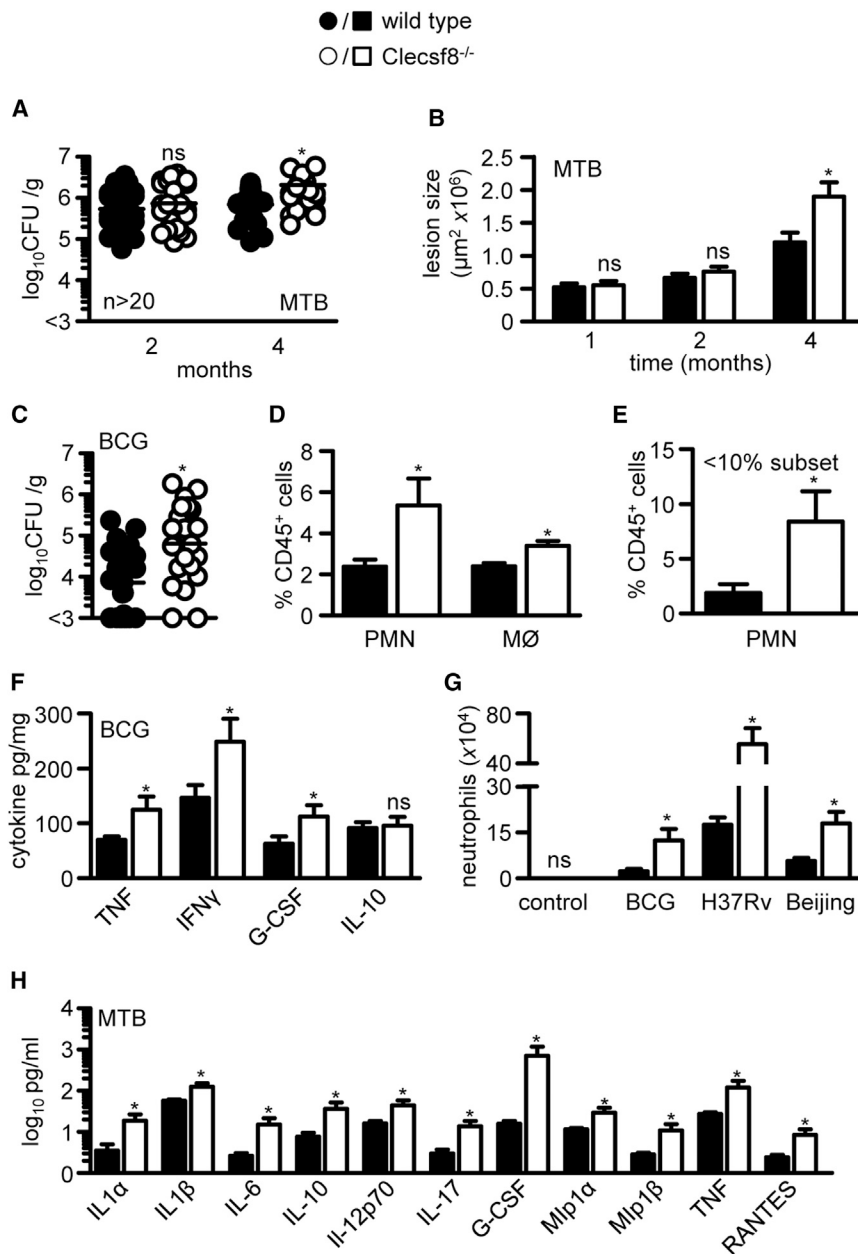 ●/■ wild type
○/□ Clecsf8-/-
A
ns
*
7
6
5
4
<3
log10CFU /g
n>20
MTB
2
4
months
B
MTB
*
ns
ns
2.5
2.0
1.5
1.0
0.5
0
lesion size
(µm² x10⁶)
1
2
4
time (months)
C
BCG
*
7
6
5
4
<3
log10CFU /g
D
8
6
4
2
0
% CD45⁺ cells
*
*
PMN
MØ
E
15
10
5
0
% CD45⁺ cells
<10% subset
*
PMN
F
BCG
300
200
100
0
cytokine pg/mg
*
*
*
ns
TNF
IFNγ
G-CSF
IL-10
G
80
40
30
15
0
neutrophils (x10⁴)
ns
*
*
*
control
BCG
H37Rv
Beijing
H
MTB
4
3
2
1
0
log10 pg/ml
*
*
*
*
*
*
*
*
*
*
*
IL1α
IL1β
IL-6
IL-10
Il-12p70
IL-17
G-CSF
MIp1α
MIp1β
TNF
RANTES